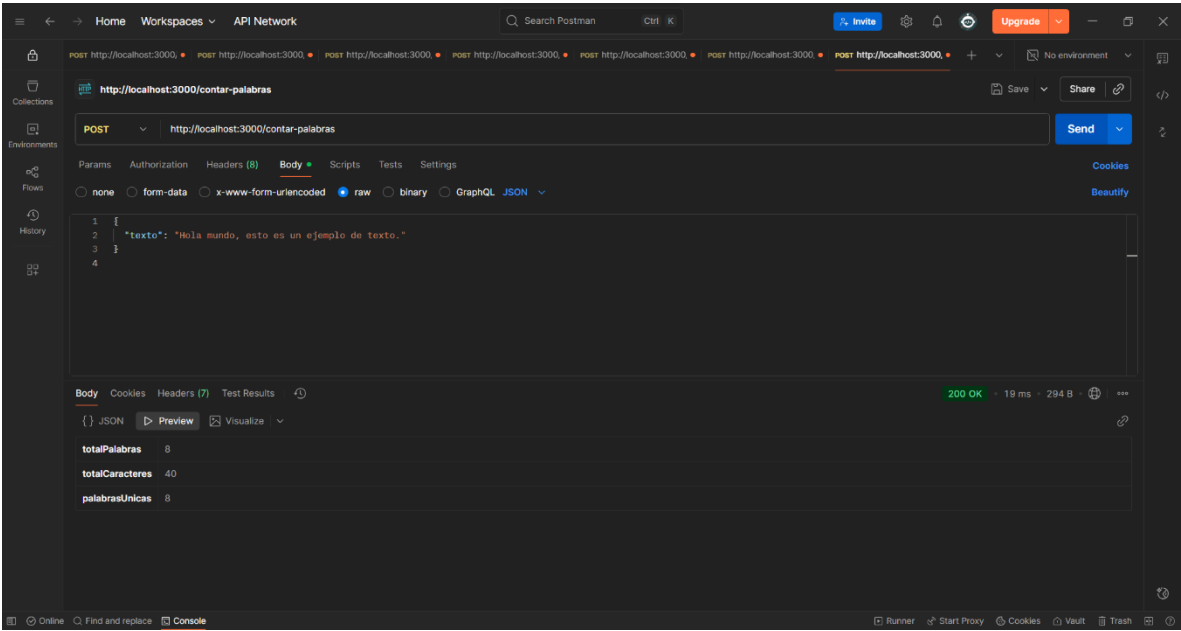 Home Workspaces API Network Search Postman Ctrl K Invite Upgrade
POST http://localhost:3000/ POST http://localhost:3000, POST http://localhost:3000, POST http://localhost:3000, POST http://localhost:3000, POST http://localhost:3000, POST http://localhost:3000, + No environment
HTTP http://localhost:3000/contar-palabras Save Share
POST http://localhost:3000/contar-palabras Send
Collections
Environments
Flows
History
Params Authorization Headers (8) Body Scripts Tests Settings Cookies
none form-data x-www-form-urlencoded raw binary GraphQL JSON Beautify
1 {
2 "texto": "Hola mundo, esto es un ejemplo de texto."
3 }
4
Body Cookies Headers (7) Test Results 200 OK • 19 ms • 294 B
{} JSON Preview Visualize
totalPalabras 8
totalCaracteres 40
palabrasUnicas 8
Online Find and replace Console Runner Start Proxy Cookies Vault Trash